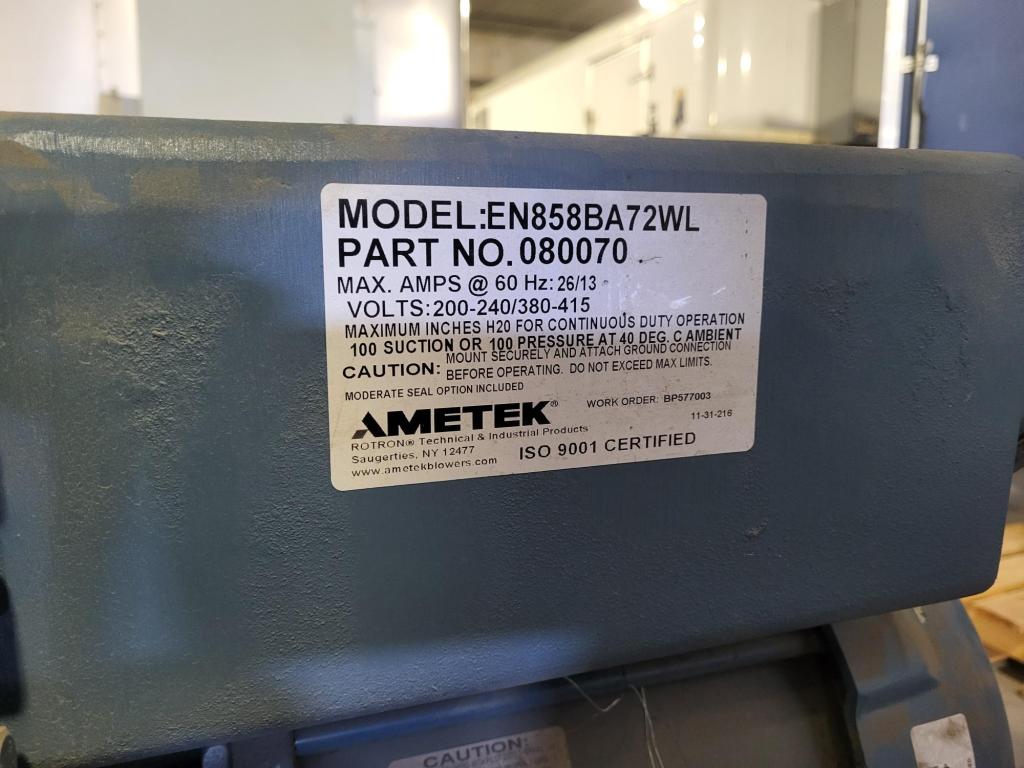 MODEL:EN858BA72WL
PART NO. 080070
MAX. AMPS @ 60 Hz: 26/13
VOLTS:200-240/380-415
MAXIMUM INCHES H20 FOR CONTINUOUS DUTY OPERATION
100 SUCTION OR 100 PRESSURE AT 40 DEG. C AMBIENT
CAUTION: MOUNT SECURELY AND ATTACH GROUND CONNECTION
BEFORE OPERATING. DO NOT EXCEED MAX LIMITS.
MODERATE SEAL OPTION INCLUDED
AMETEK® WORK ORDER: BP577003
11-31-216
ROTRON® Technical & Industrial Products
Saugerties, NY 12477 ISO 9001 CERTIFIED
www.ametekblowers.com
CAUTION: